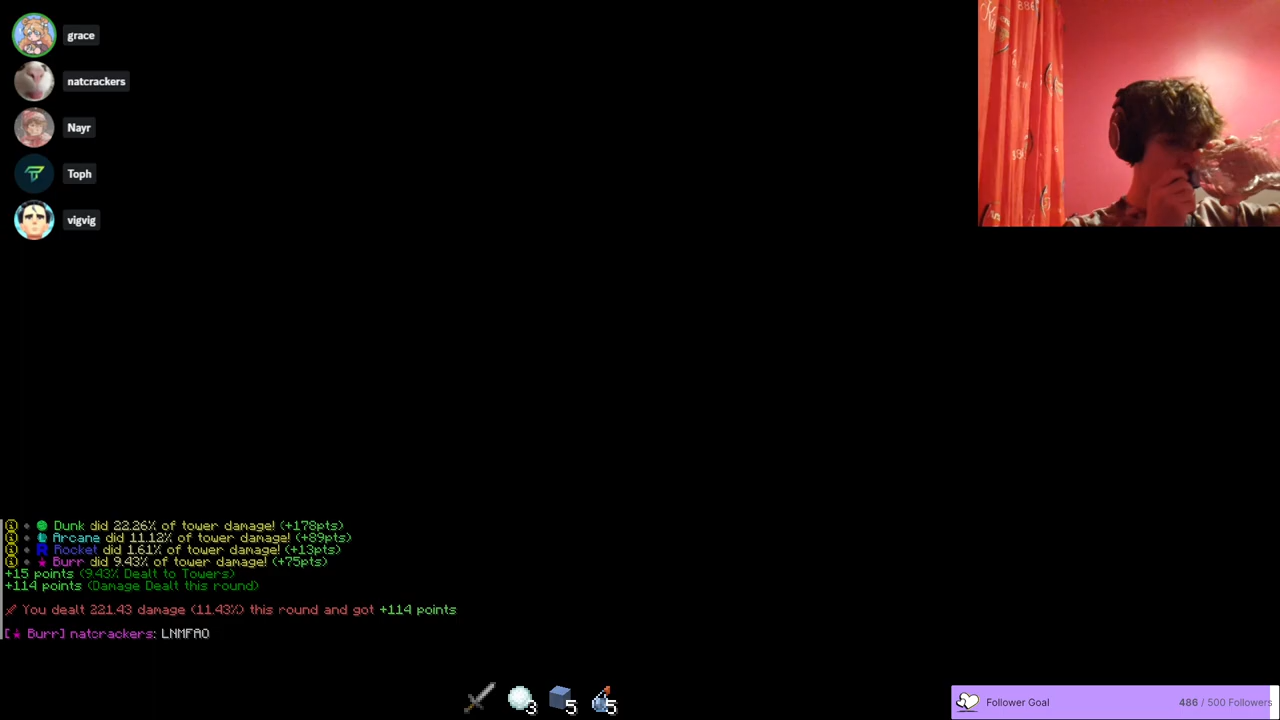 grace
natcrackers
Nayr
Toph
vigvig
Dunk did 22.26% of tower damage! (+178pts)
Arcane did 11.12% of tower damage! (+89pts)
Rocket did 1.61% of tower damage! (+13pts)
Burr did 9.43% of tower damage! (+75pts)
+15 points (9.43% Dealt to Towers)
+114 points (Damage Dealt this round)
You dealt 221.43 damage (11.43%) this round and got +114 points
[★ Burr] natcrackers: LNMFAO
3 5 5
Follower Goal 486 / 500 Followers